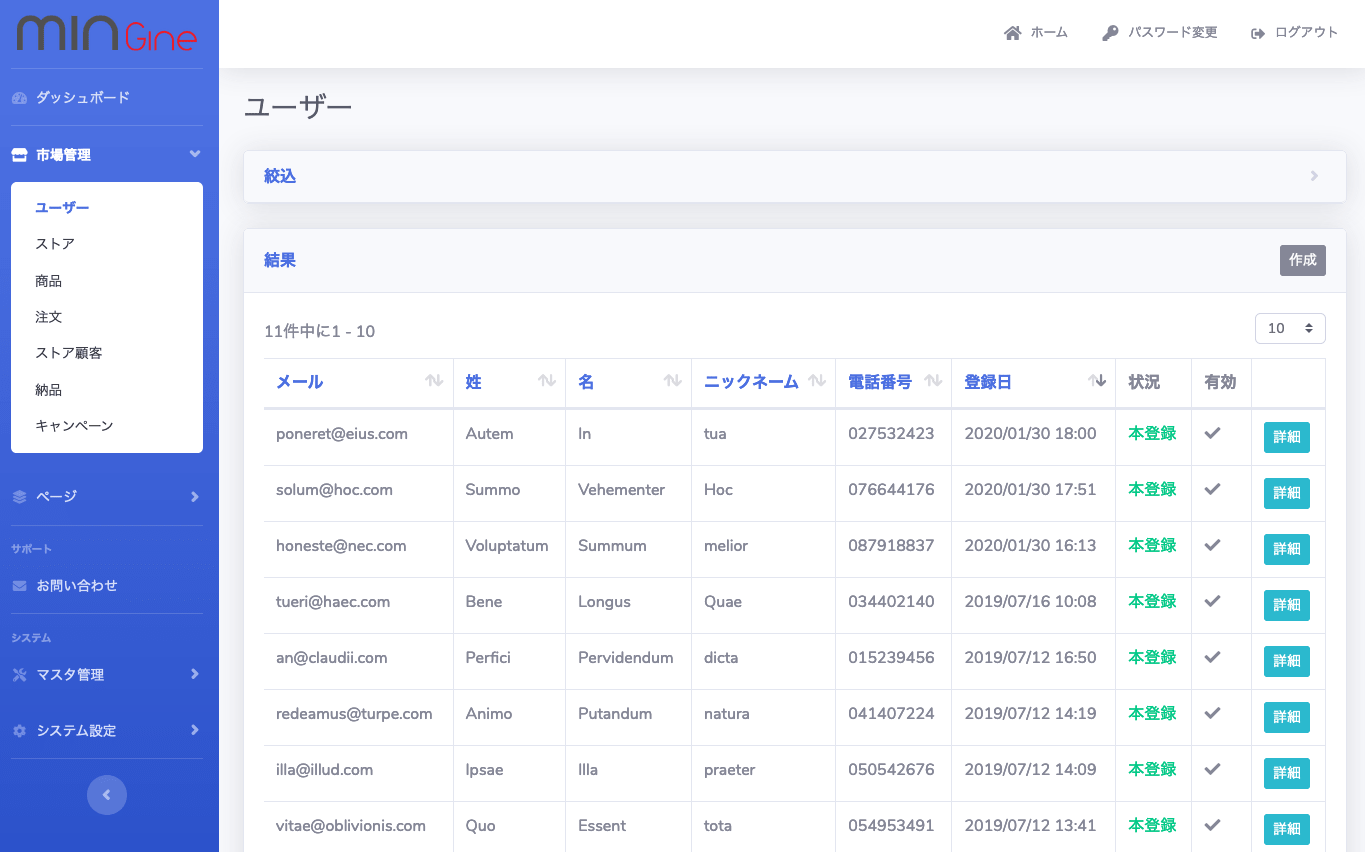 min Gine
ホーム パスワード変更 ログアウト
ダッシュボード
市場管理
ユーザー
ストア
商品
注文
ストア顧客
納品
キャンペーン
ページ
サポート
お問い合わせ
システム
マスタ管理
システム設定
ユーザー
絞込
結果 作成
11件中に1 - 10 10
メール 姓 名 ニックネーム 電話番号 登録日 状況 有効
poneret@eius.com Autem In tua 027532423 2020/01/30 18:00 本登録 詳細
solum@hoc.com Summo Vehementer Hoc 076644176 2020/01/30 17:51 本登録 詳細
honeste@nec.com Voluptatum Summum melior 087918837 2020/01/30 16:13 本登録 詳細
tueri@haec.com Bene Longus Quae 034402140 2019/07/16 10:08 本登録 詳細
an@claudii.com Perfici Pervidendum dicta 015239456 2019/07/12 16:50 本登録 詳細
redeamus@turpe.com Animo Putandum natura 041407224 2019/07/12 14:19 本登録 詳細
illa@illud.com Ipsae Illa praeter 050542676 2019/07/12 14:09 本登録 詳細
vitae@oblivionis.com Quo Essent tota 054953491 2019/07/12 13:41 本登録 詳細